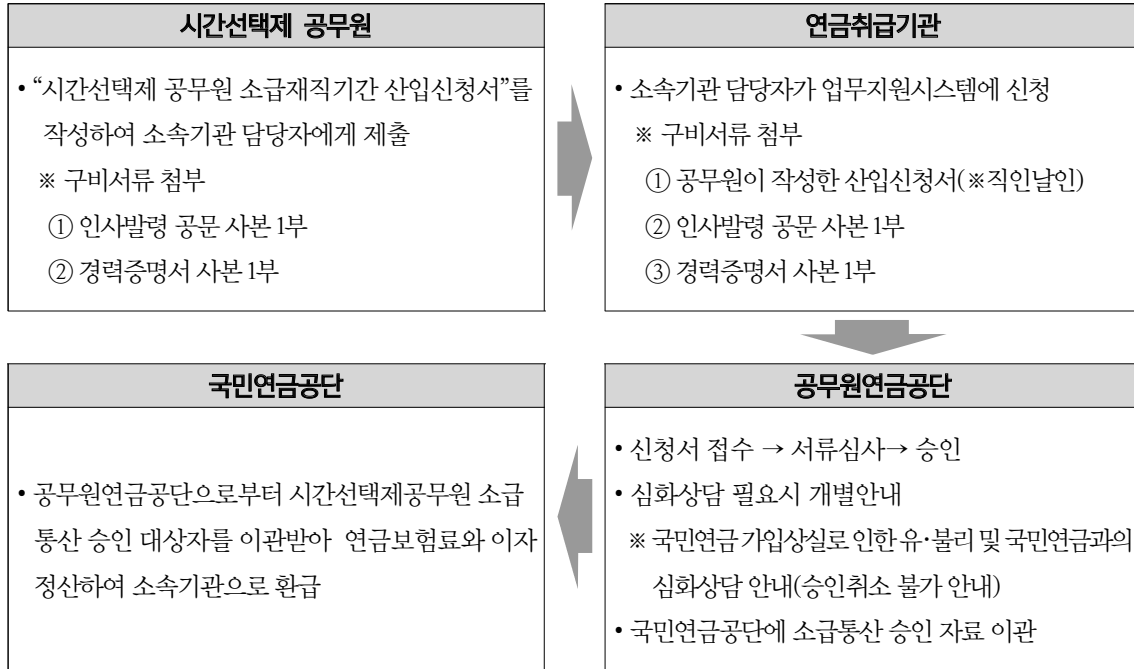 시간선택제 공무원
• “시간선택제 공무원 소급재직기간 산입신청서”를
작성하여 소속기관 담당자에게 제출
※ 구비서류 첨부
① 인사발령 공문 사본 1부
② 경력증명서 사본 1부
연금취급기관
• 소속기관 담당자가 업무지원시스템에 신청
※ 구비서류 첨부
① 공무원이 작성한 산입신청서(※직인날인)
② 인사발령 공문 사본 1부
③ 경력증명서 사본 1부
공무원연금공단
• 신청서 접수 → 서류심사→ 승인
• 심화상담 필요시 개별안내
※ 국민연금 가입상실로 인한 유·불리 및 국민연금과의
심화상담 안내(승인취소 불가 안내)
• 국민연금공단에 소급통산 승인 자료 이관
국민연금공단
• 공무원연금공단으로부터 시간선택제공무원 소급
통산 승인 대상자를 이관받아 연금보험료와 이자
정산하여 소속기관으로 환급